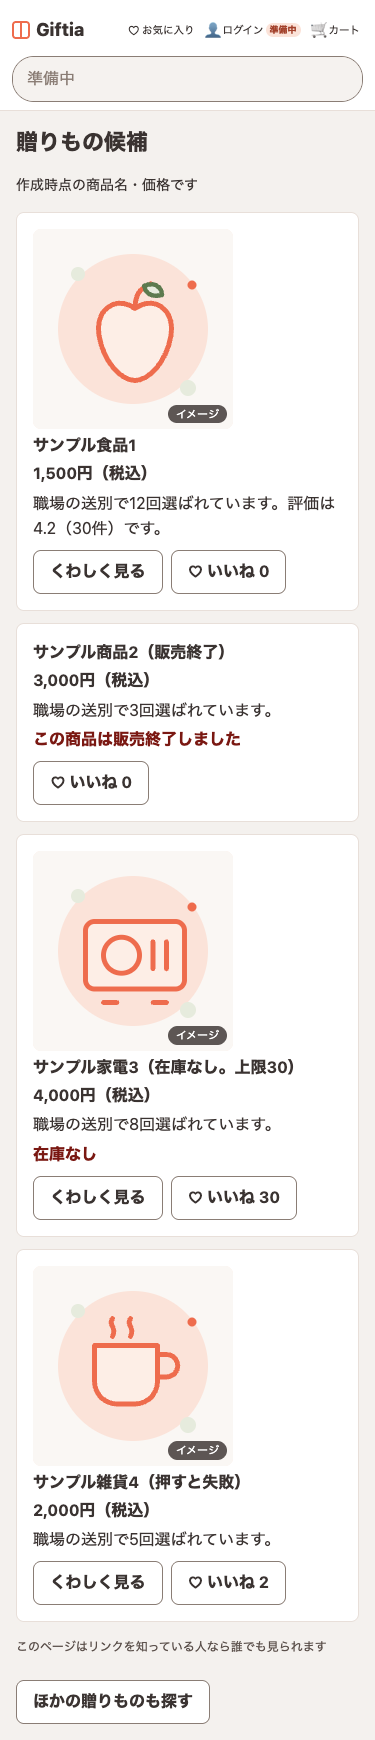 Giftia
♡ お気に入り
ログイン 準備中
カート
準備中
贈りもの候補
作成時点の商品名・価格です
イメージ
サンプル食品1
1,500円（税込）
職場の送別で12回選ばれています。評価は
4.2（30件）です。
くわしく見る
♡ いいね 0
サンプル商品2（販売終了）
3,000円（税込）
職場の送別で3回選ばれています。
この商品は販売終了しました
♡ いいね 0
イメージ
サンプル家電3（在庫なし。上限30）
4,000円（税込）
職場の送別で8回選ばれています。
在庫なし
くわしく見る
♡ いいね 30
イメージ
サンプル雑貨4（押すと失敗）
2,000円（税込）
職場の送別で5回選ばれています。
くわしく見る
♡ いいね 2
このページはリンクを知っている人なら誰でも見られます
ほかの贈りものも探す